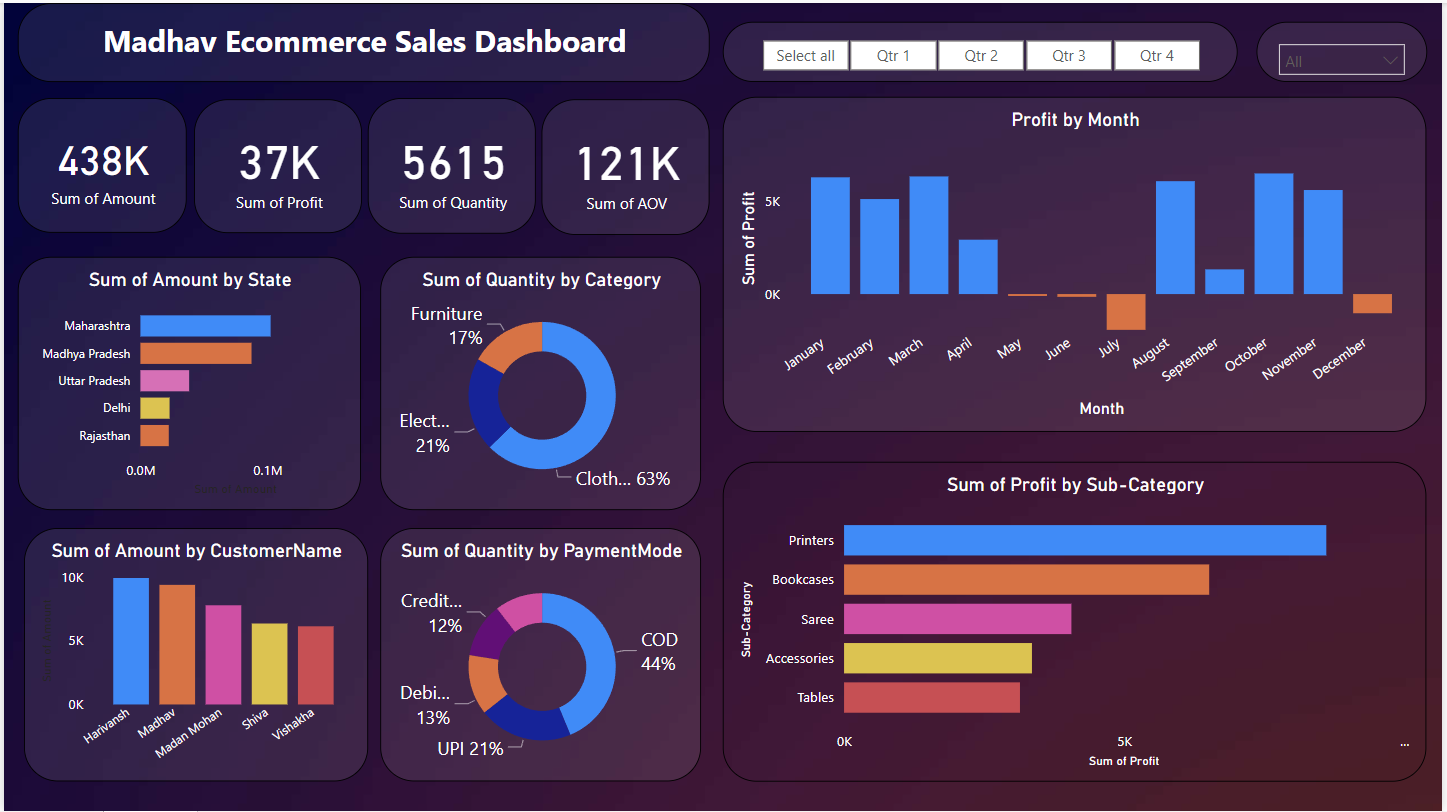 Madhav Ecommerce Sales Dashboard
Select all
Qtr 1
Qtr 2
Qtr 3
Qtr 4
All
438K
Sum of Amount
37K
Sum of Profit
5615
Sum of Quantity
121K
Sum of AOV
Profit by Month
Sum of Profit
5K
0K
January
February
March
April
May
June
July
August
September
October
November
December
Month
Sum of Amount by State
Maharashtra
Madhya Pradesh
Uttar Pradesh
Delhi
Rajasthan
0.0M
0.1M
Sum of Amount
Sum of Quantity by Category
Furniture
17%
Elect...
21%
Cloth... 63%
Sum of Amount by CustomerName
10K
5K
0K
Harivansh
Madhav
Madan Mohan
Shiva
Vishakha
Sum of Quantity by PaymentMode
Credit...
12%
COD
44%
Debi...
13%
UPI 21%
Sum of Profit by Sub-Category
Sub-Category
Printers
Bookcases
Saree
Accessories
Tables
0K
5K
...
Sum of Profit